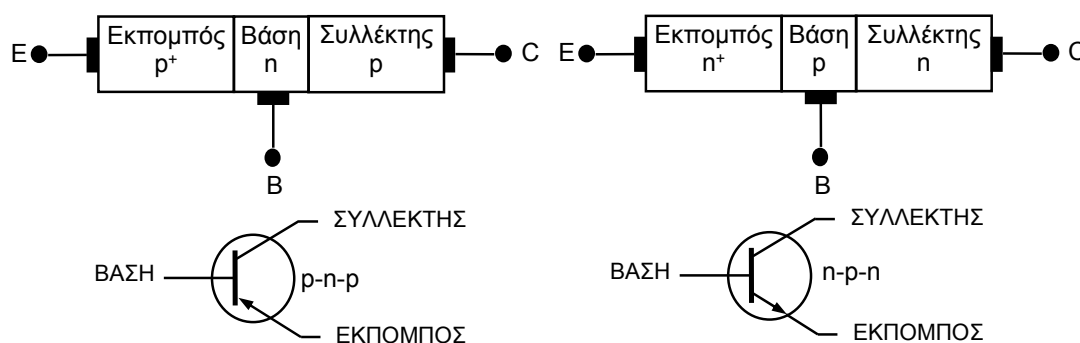 Εκπομπός Βάση Συλλέκτης
E p⁺ n p C
B
ΣΥΛΛΕΚΤΗΣ
ΒΑΣΗ p-n-p
ΕΚΠΟΜΠΟΣ
Εκπομπός Βάση Συλλέκτης
E n⁺ p n C
B
ΣΥΛΛΕΚΤΗΣ
ΒΑΣΗ n-p-n
ΕΚΠΟΜΠΟΣ